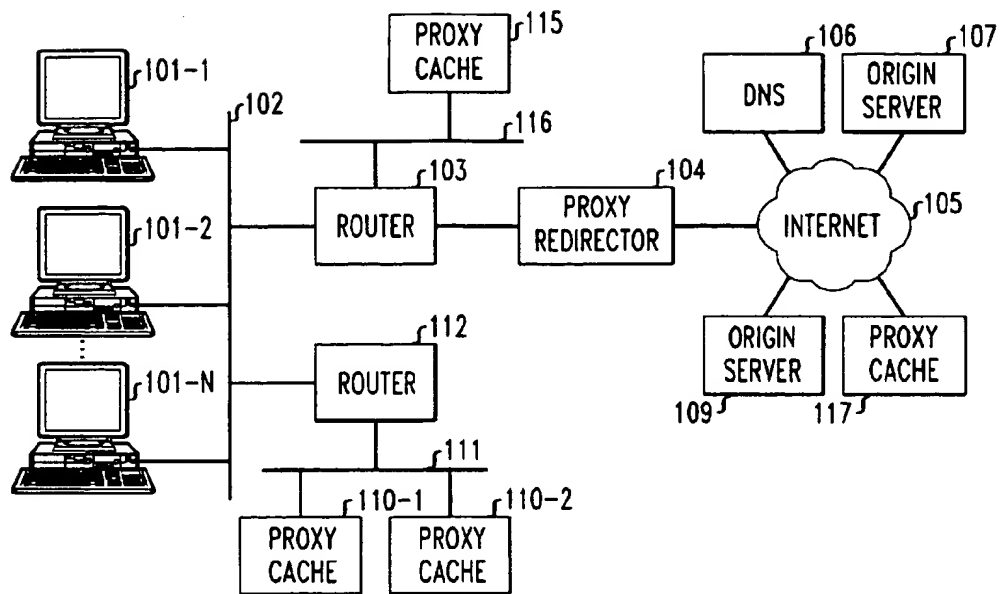 PROXY
CACHE
115
106
107
101-1
102
DNS
ORIGIN
SERVER
116
103
104
101-2
ROUTER
PROXY
REDIRECTOR
INTERNET
105
112
101-N
ROUTER
ORIGIN
SERVER
PROXY
CACHE
109
117
111
110-1
110-2
PROXY
CACHE
PROXY
CACHE